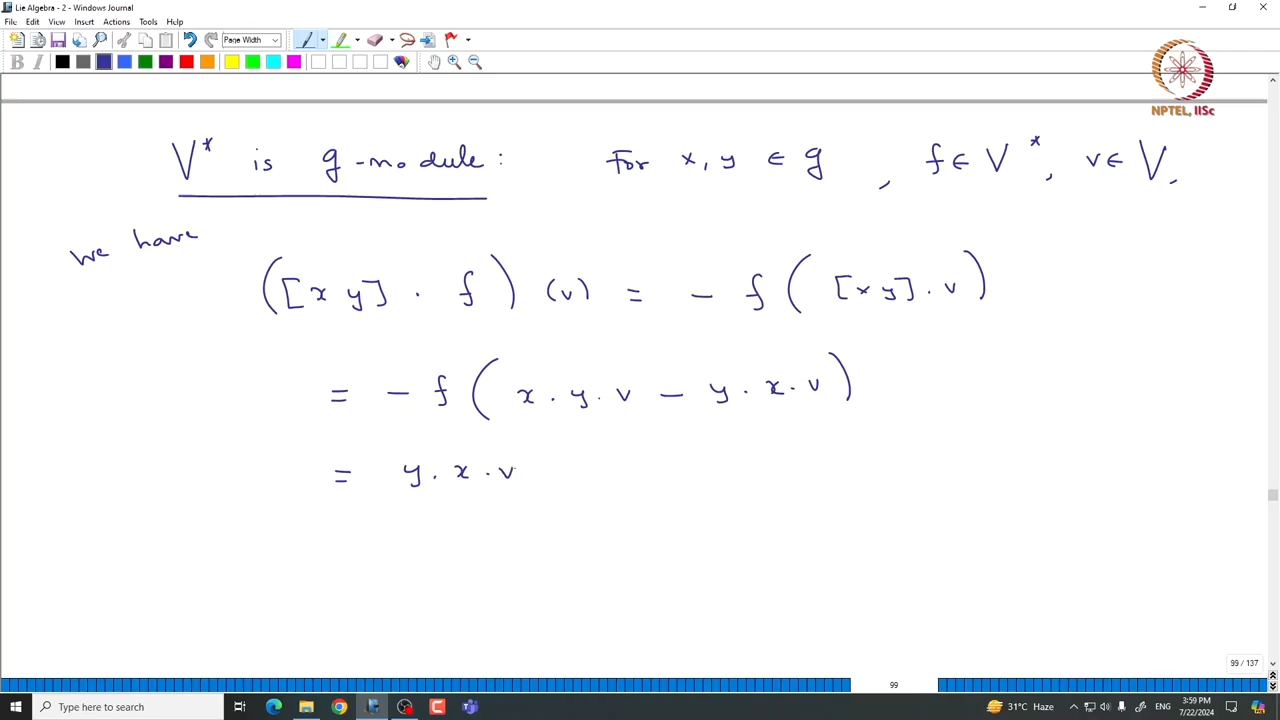 Lie Algebra - 2 - Windows Journal
File Edit View Insert Actions Tools Help
Page Width
B I
NPTEL, IISc
V* is g-module: For x, y ∈ g, f ∈ V*, v ∈ V,
we have
([x y] . f) (v) = - f ([x y] . v)
= - f (x . y . v - y . x . v)
= y . x . v
99 / 137
99
Type here to search
31°C Haze
ENG
3:59 PM
7/22/2024